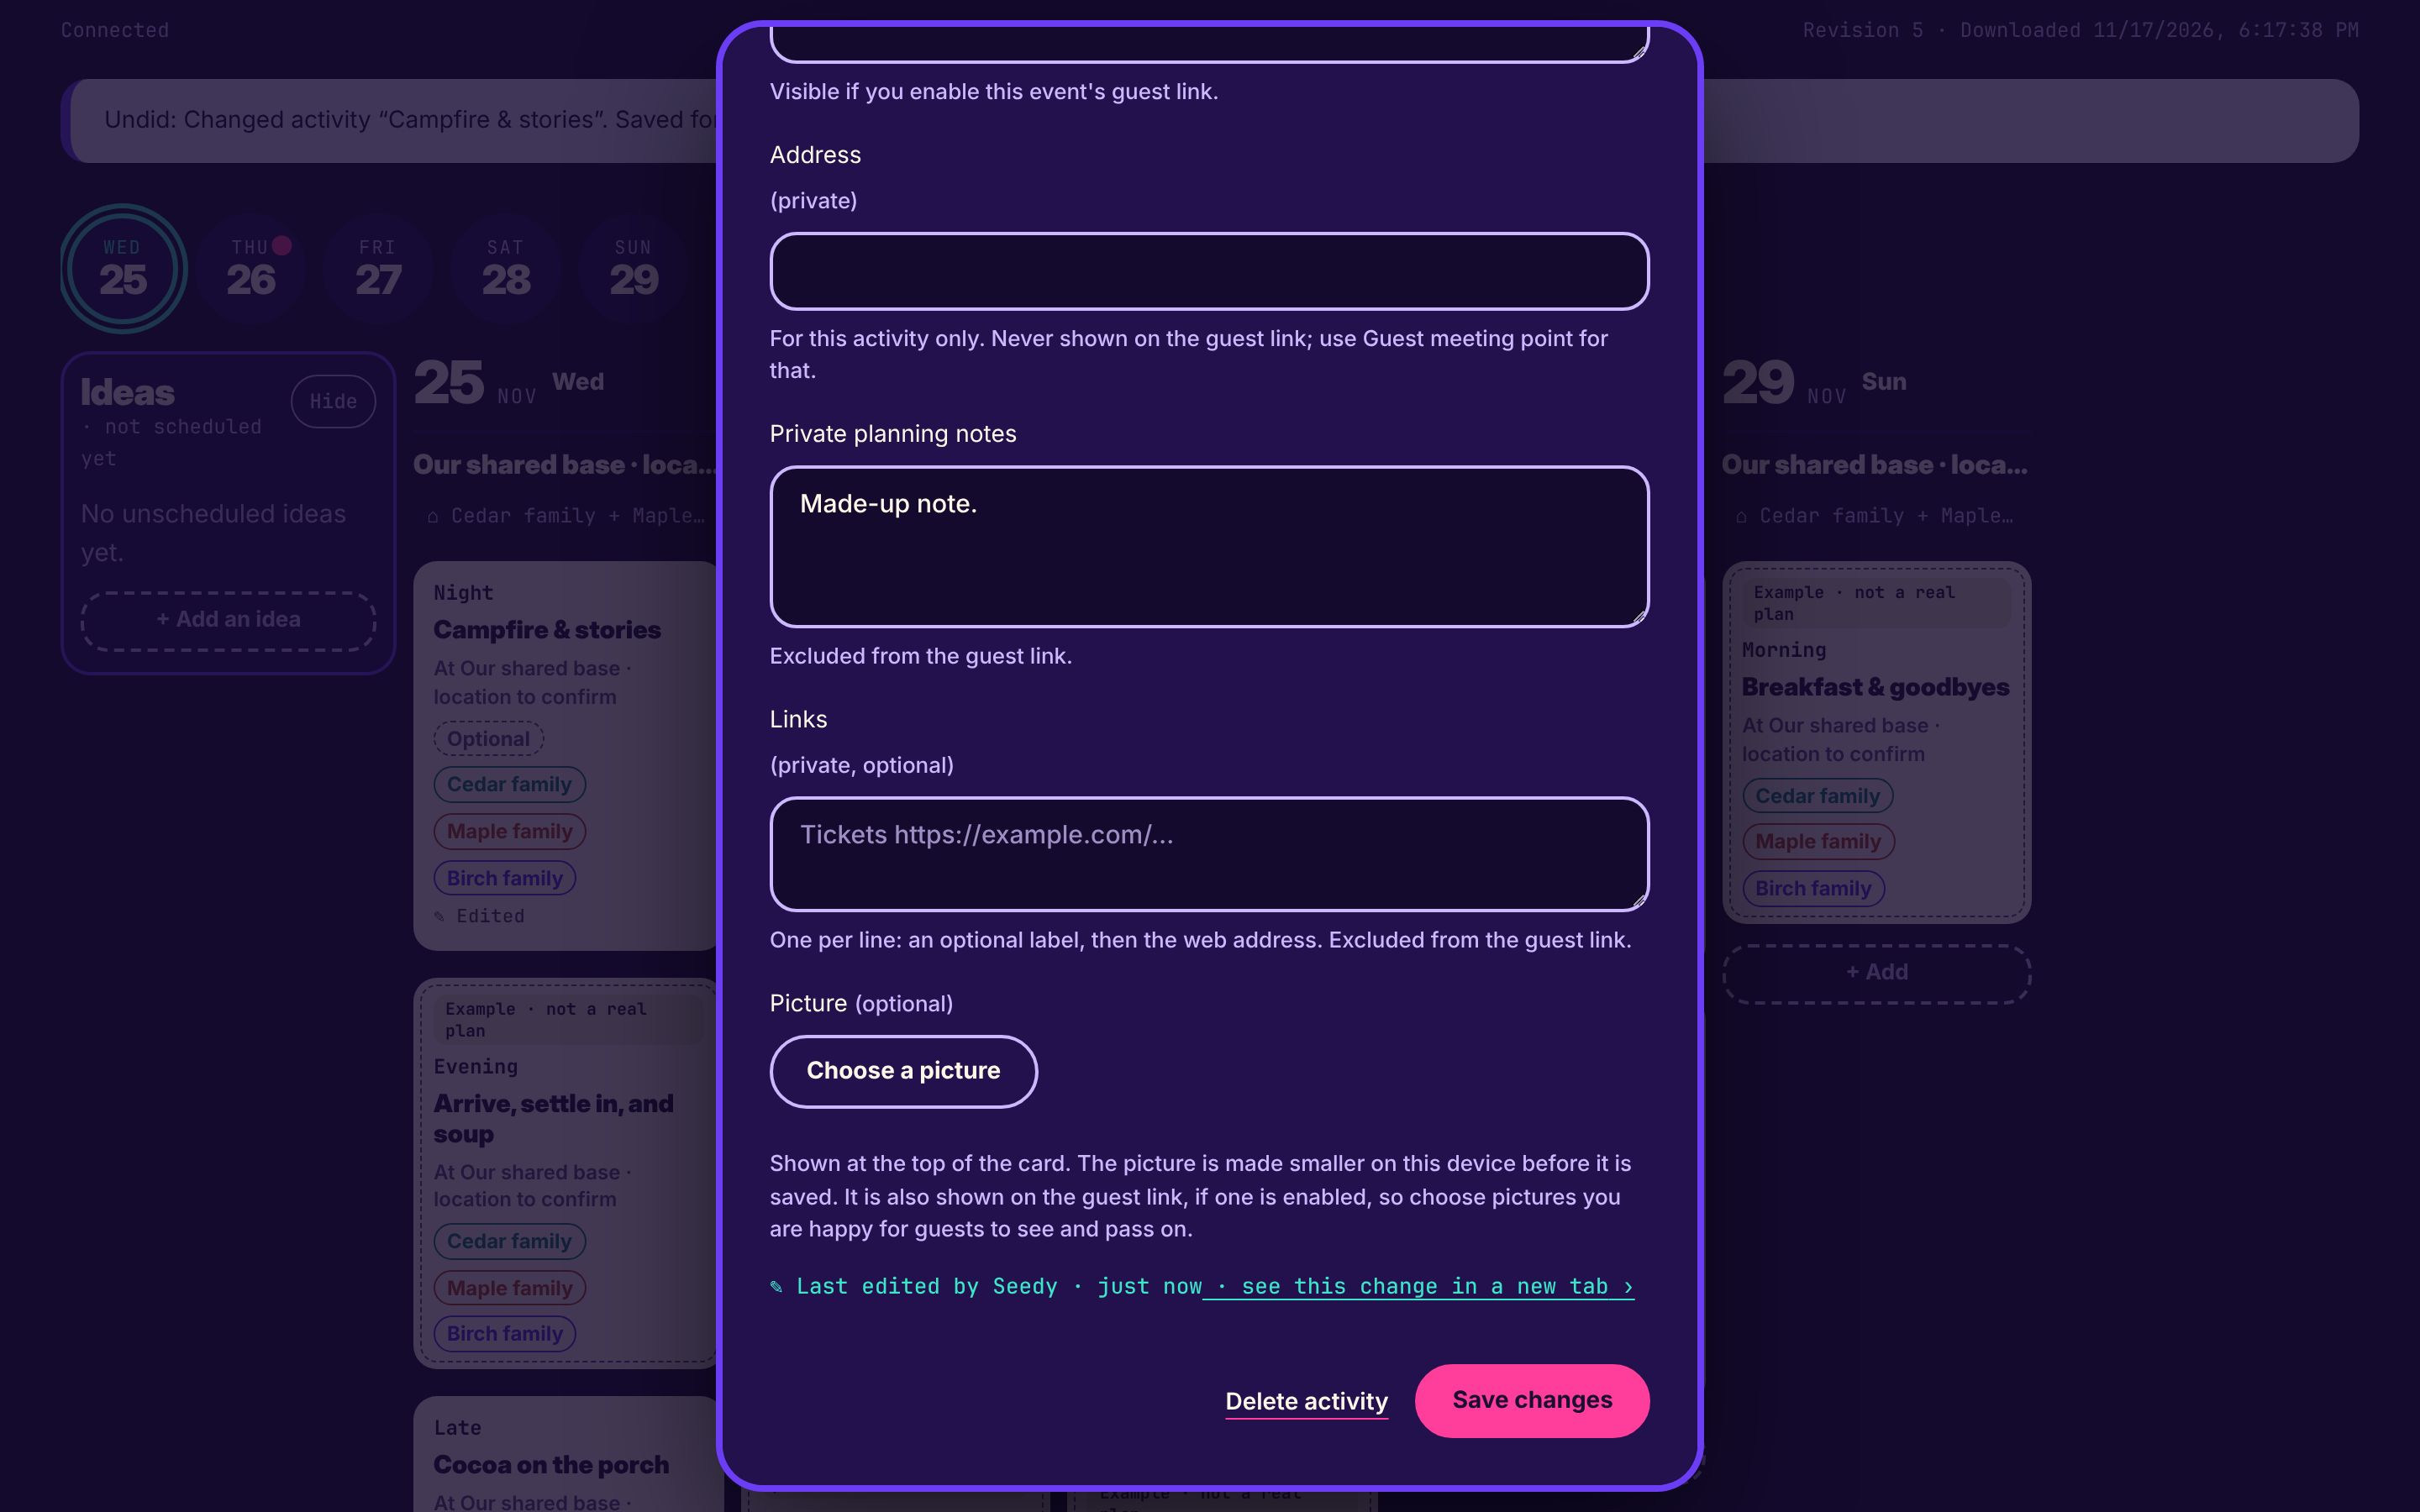 Connected
Revision 5 · Downloaded 11/17/2026, 6:17:38 PM
Undid: Changed activity “Campfire & stories”. Saved for
WED
25
THU
26
FRI
27
SAT
28
SUN
29
Ideas
· not scheduled
yet
Hide
No unscheduled ideas
yet.
+ Add an idea
25 NOV Wed
Our shared base · loca...
⌂ Cedar family + Maple…
Night
Campfire & stories
At Our shared base ·
location to confirm
Optional
Cedar family
Maple family
Birch family
✎ Edited
Example · not a real
plan
Evening
Arrive, settle in, and
soup
At Our shared base ·
location to confirm
Cedar family
Maple family
Birch family
Late
Cocoa on the porch
At Our shared base ·
Visible if you enable this event's guest link.
Address
(private)
For this activity only. Never shown on the guest link; use Guest meeting point for
that.
Private planning notes
Made-up note.
Excluded from the guest link.
Links
(private, optional)
Tickets https://example.com/...
One per line: an optional label, then the web address. Excluded from the guest link.
Picture (optional)
Choose a picture
Shown at the top of the card. The picture is made smaller on this device before it is
saved. It is also shown on the guest link, if one is enabled, so choose pictures you
are happy for guests to see and pass on.
✎ Last edited by Seedy · just now · see this change in a new tab ›
Delete activity
Save changes
Example · not a real
29 NOV Sun
Our shared base · loca...
⌂ Cedar family + Maple…
Example · not a real
plan
Morning
Breakfast & goodbyes
At Our shared base ·
location to confirm
Cedar family
Maple family
Birch family
+ Add